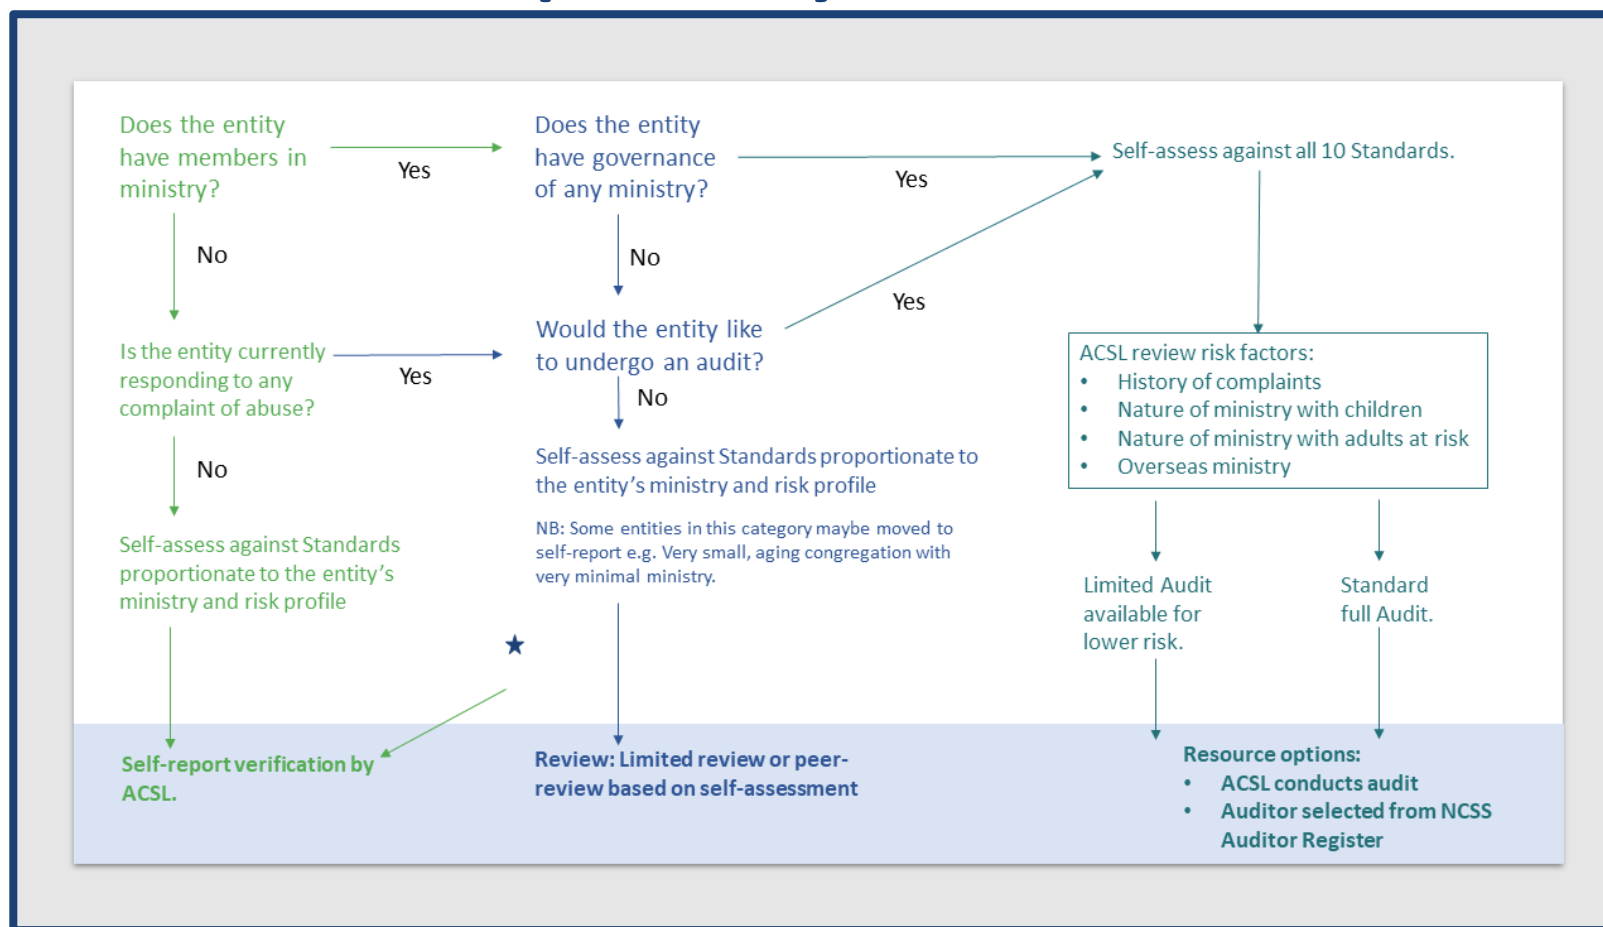 Does the entity
have members in
ministry?
Yes
No
Does the entity
have governance
of any ministry?
Yes
No
Self-assess against all 10 Standards.
Is the entity currently
responding to any
complaint of abuse?
Yes
No
Would the entity like
to undergo an audit?
Yes
No
ACSL review risk factors:
• History of complaints
• Nature of ministry with children
• Nature of ministry with adults at risk
• Overseas ministry
Self-assess against Standards
proportionate to the entity’s
ministry and risk profile
Self-assess against Standards proportionate to
the entity’s ministry and risk profile
NB: Some entities in this category maybe moved to
self-report e.g. Very small, aging congregation with
very minimal ministry.
Limited Audit
available for
lower risk.
Standard
full Audit.
Self-report verification by
ACSL.
Review: Limited review or peer-
review based on self-assessment
Resource options:
• ACSL conducts audit
• Auditor selected from NCSS
Auditor Register